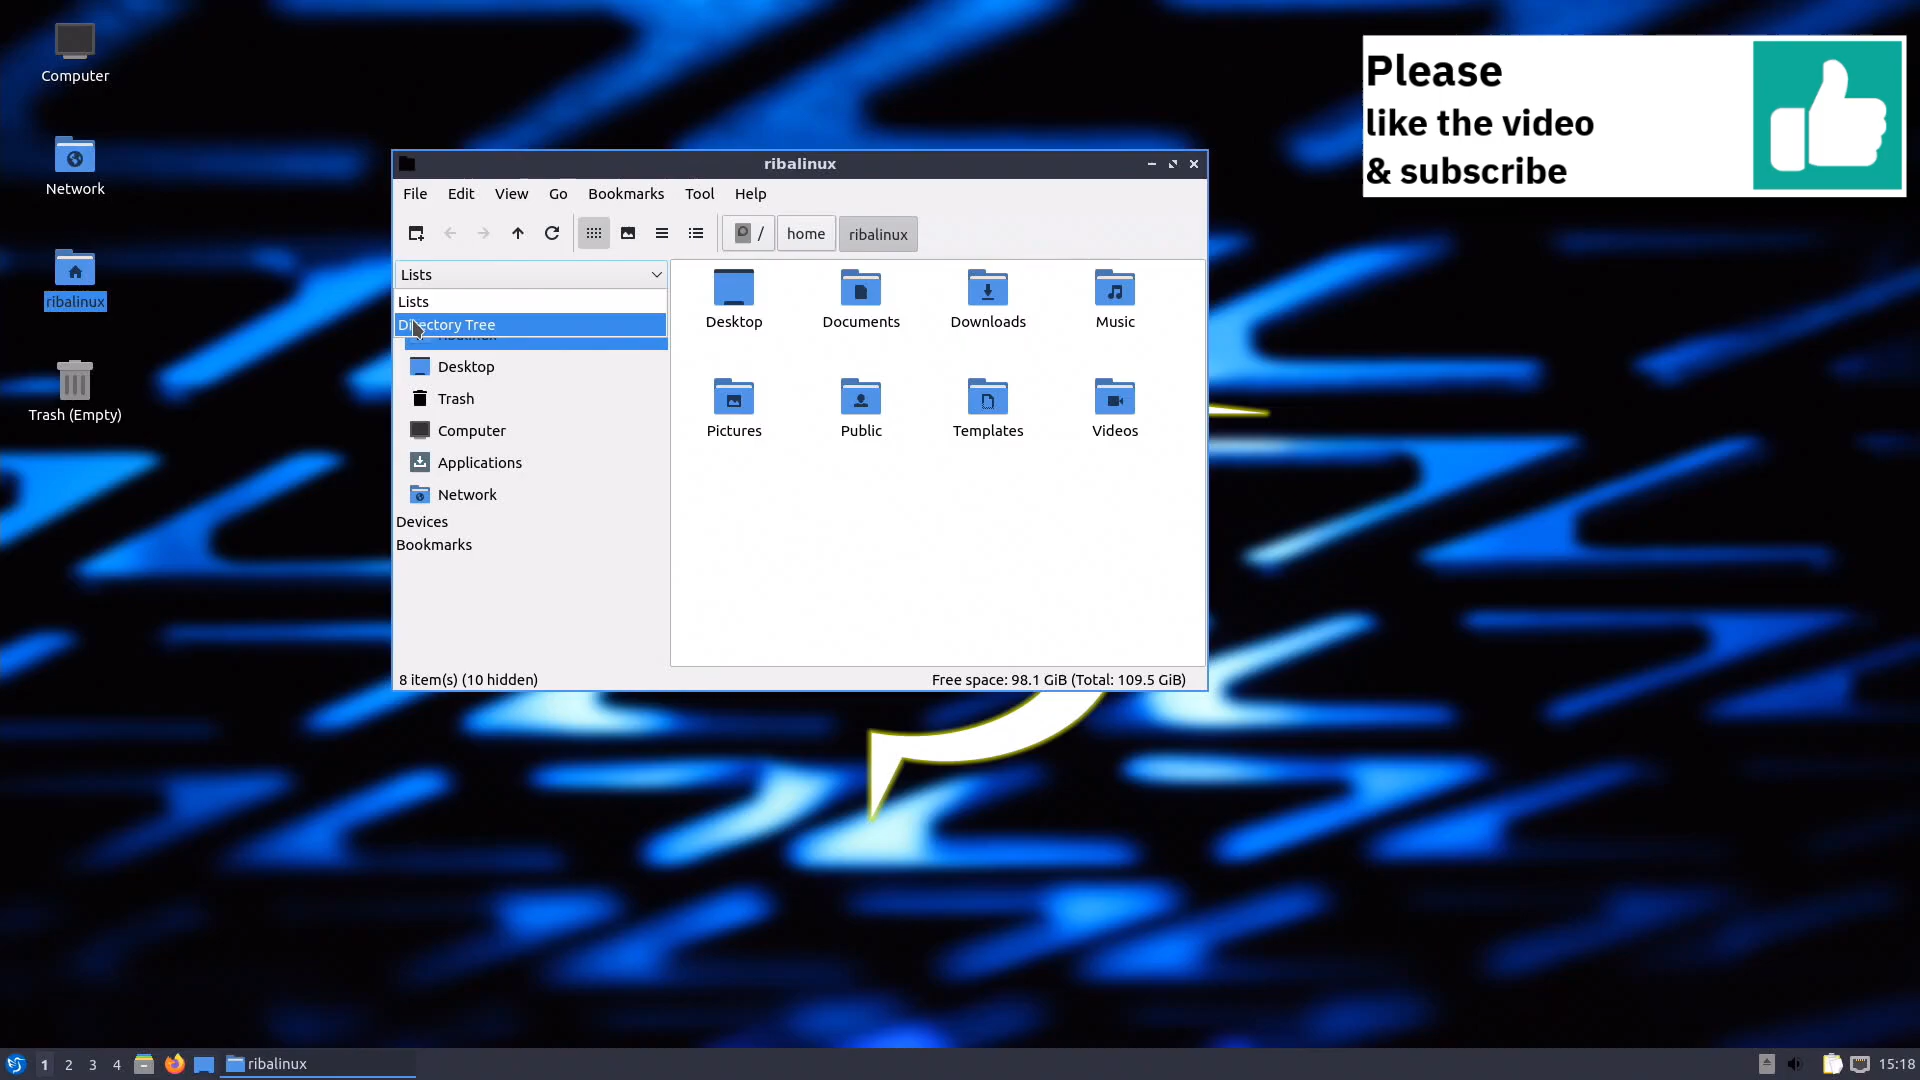 Computer
Network
ribalinux
Trash (Empty)
Please
like the video
& subscribe
ribalinux
File Edit View Go Bookmarks Tool Help
/ home ribalinux
Lists
Lists
Directory Tree
Desktop
Trash
Computer
Applications
Network
Devices
Bookmarks
Desktop Documents Downloads Music
Pictures Public Templates Videos
8 item(s) (10 hidden) Free space: 98.1 GiB (Total: 109.5 GiB)
1 2 3 4 ribalinux 15:18